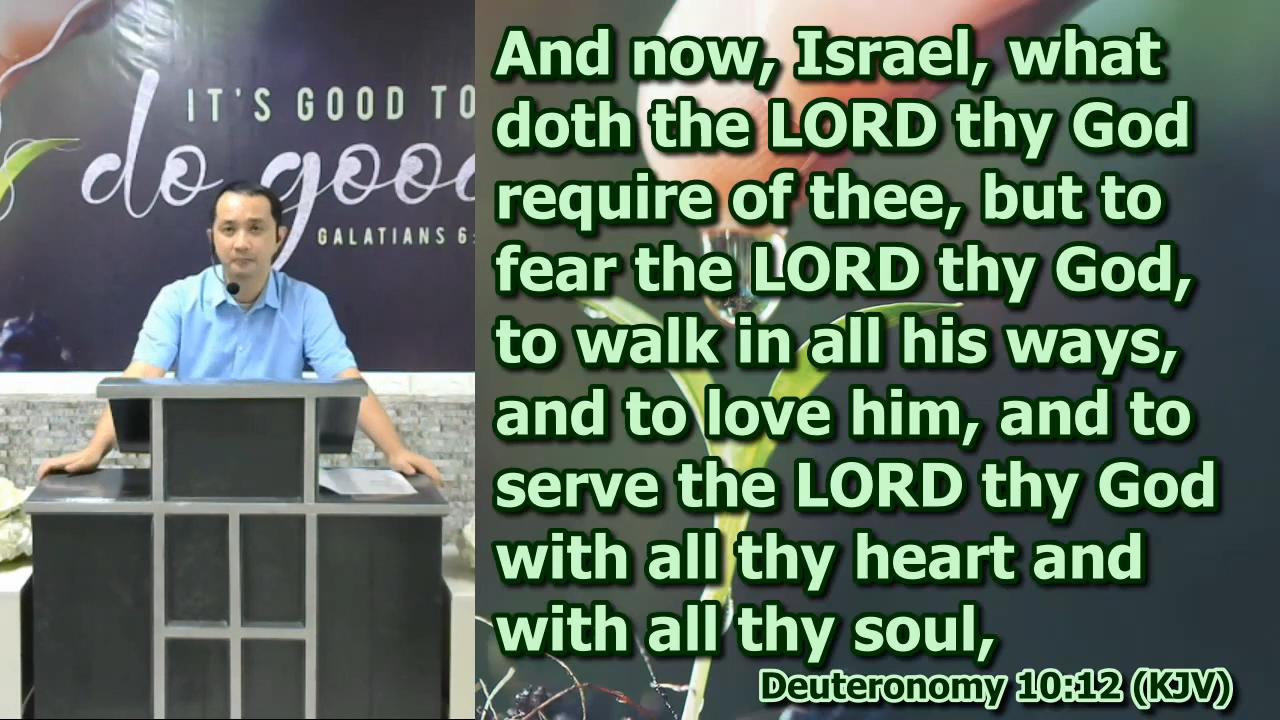 IT'S GOOD TO
do good
GALATIANS 6:
And now, Israel, what
doth the LORD thy God
require of thee, but to
fear the LORD thy God,
to walk in all his ways,
and to love him, and to
serve the LORD thy God
with all thy heart and
with all thy soul,
Deuteronomy 10:12 (KJV)